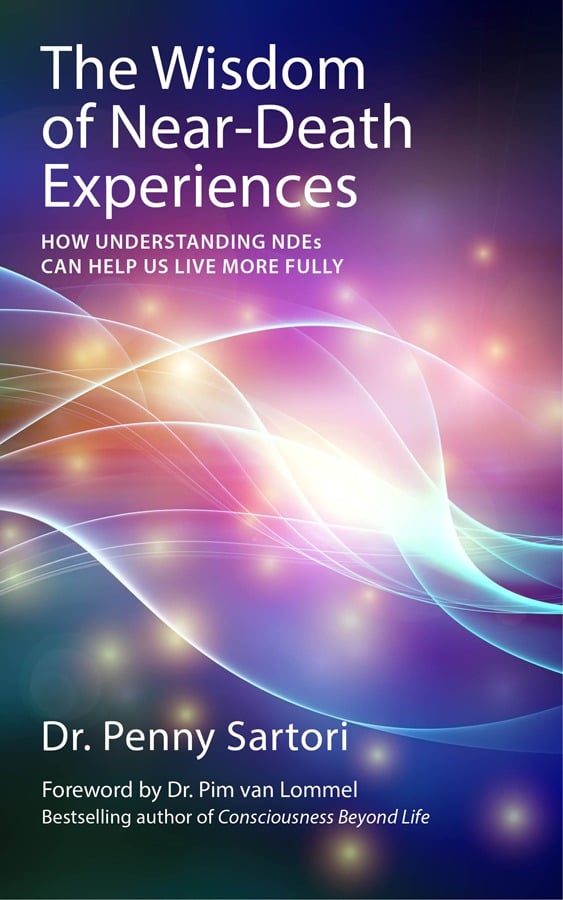 The Wisdom
of Near-Death
Experiences
HOW UNDERSTANDING NDEs
CAN HELP US LIVE MORE FULLY
Dr. Penny Sartori
Foreword by Dr. Pim van Lommel
Bestselling author of Consciousness Beyond Life